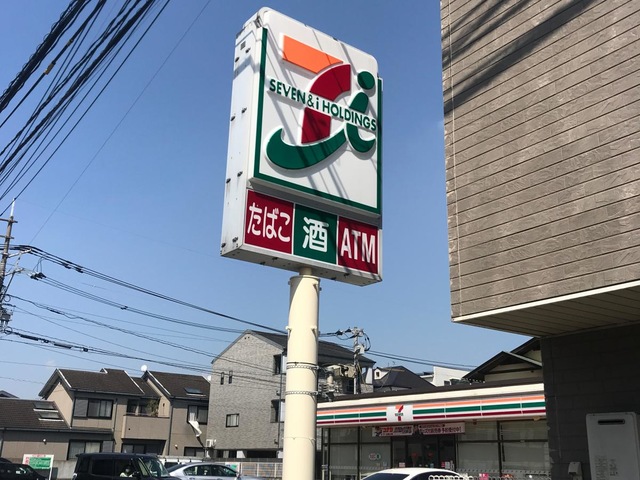 SEVEN & i HOLDINGS
たばこ
酒
ATM